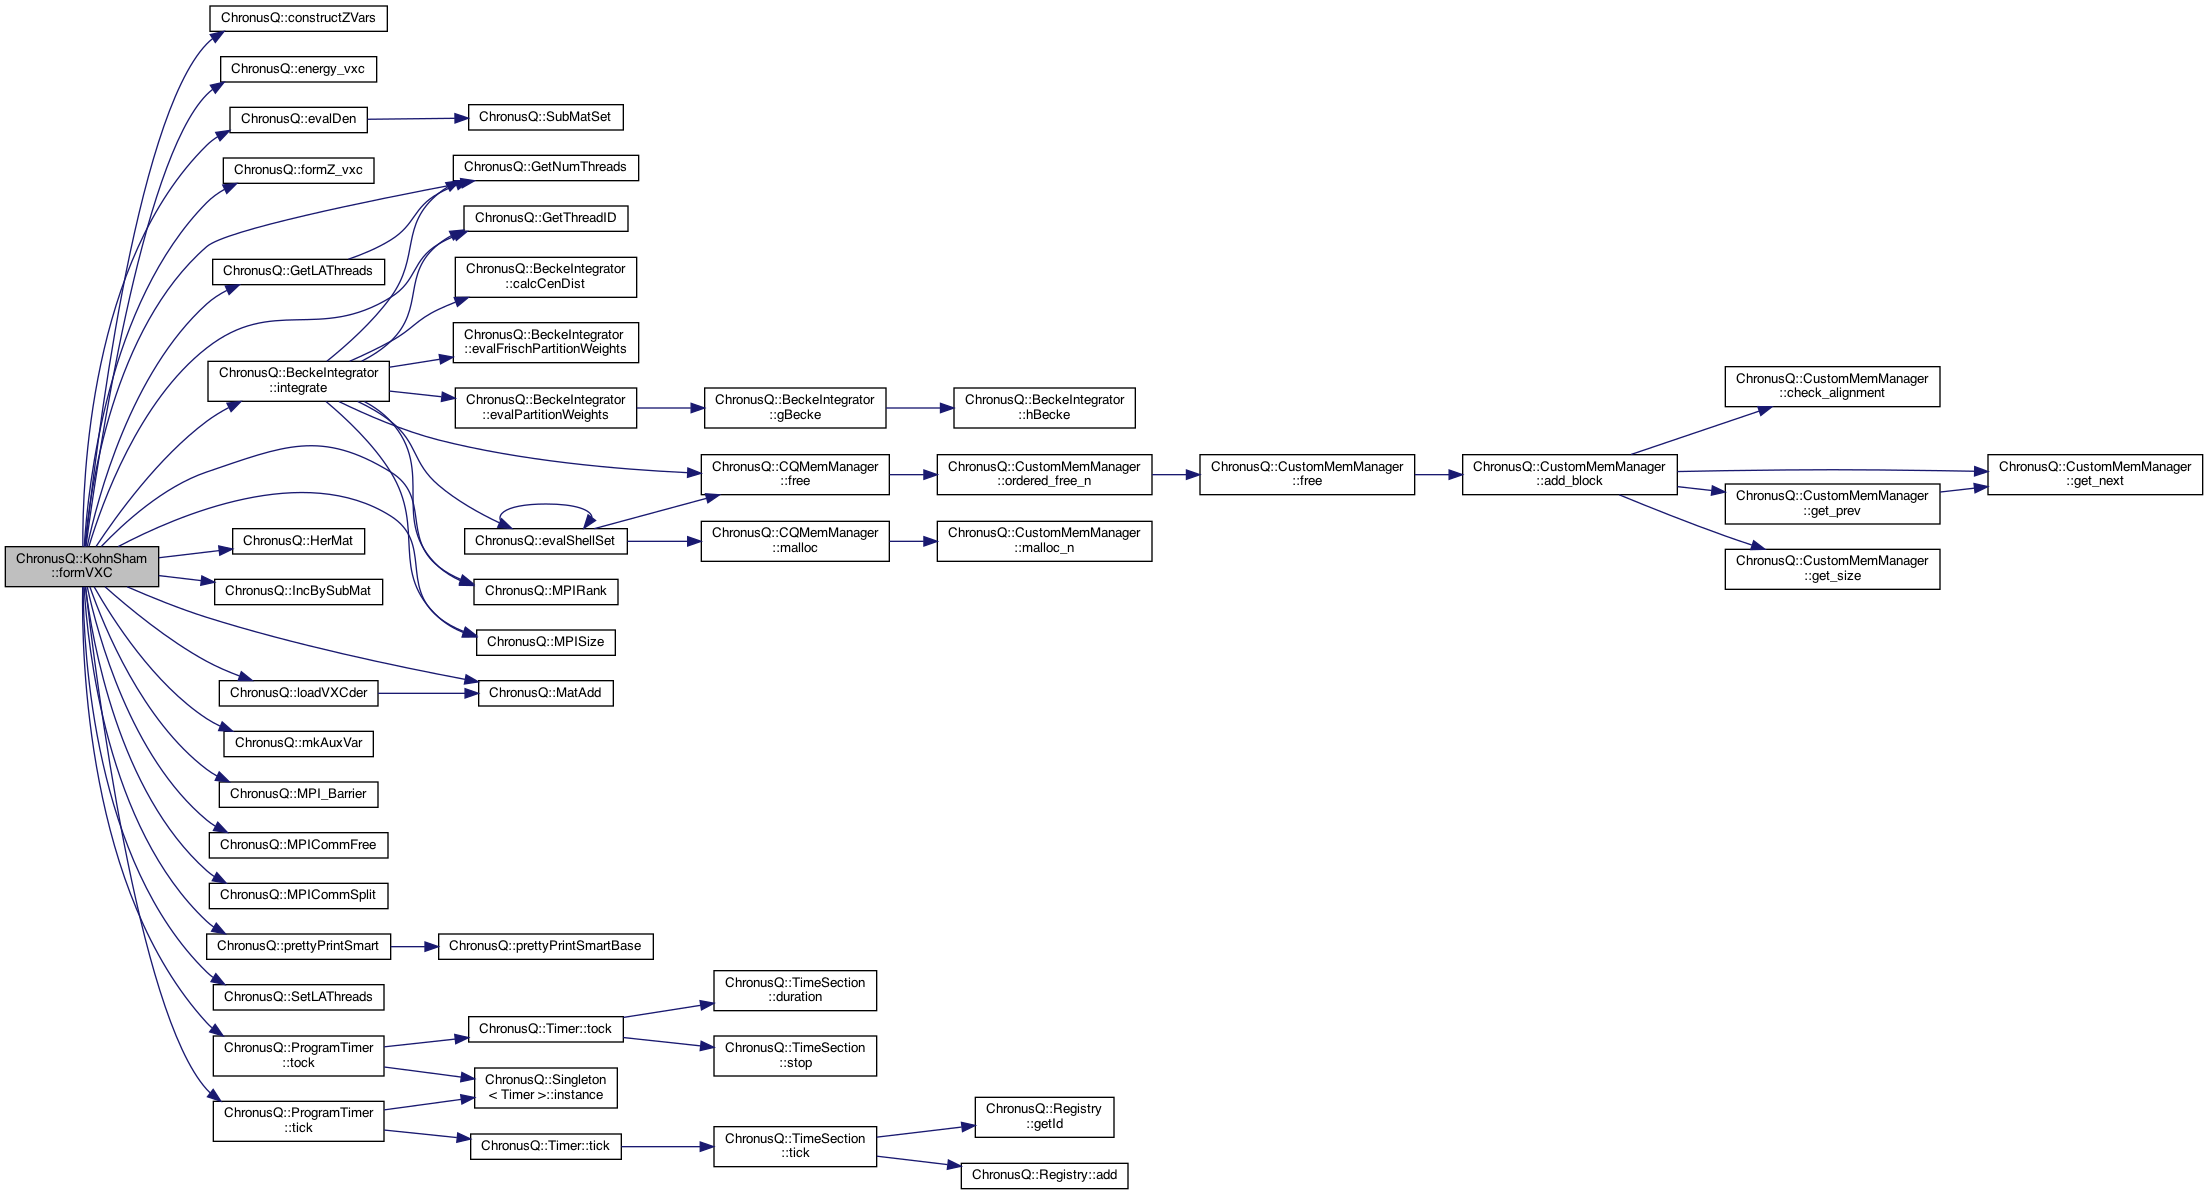 ChronusQ::KohnSham
::formVXC
ChronusQ::constructZVars
ChronusQ::energy_vxc
ChronusQ::evalDen
ChronusQ::SubMatSet
ChronusQ::formZ_vxc
ChronusQ::GetNumThreads
ChronusQ::GetThreadID
ChronusQ::GetLAThreads
ChronusQ::BeckeIntegrator
::calcCenDist
ChronusQ::BeckeIntegrator
::evalFrischPartitionWeights
ChronusQ::BeckeIntegrator
::integrate
ChronusQ::BeckeIntegrator
::evalPartitionWeights
ChronusQ::BeckeIntegrator
::gBecke
ChronusQ::BeckeIntegrator
::hBecke
ChronusQ::CustomMemManager
::check_alignment
ChronusQ::CQMemManager
::free
ChronusQ::CustomMemManager
::ordered_free_n
ChronusQ::CustomMemManager
::free
ChronusQ::CustomMemManager
::add_block
ChronusQ::CustomMemManager
::get_next
ChronusQ::CustomMemManager
::get_prev
ChronusQ::HerMat
ChronusQ::evalShellSet
ChronusQ::CQMemManager
::malloc
ChronusQ::CustomMemManager
::malloc_n
ChronusQ::CustomMemManager
::get_size
ChronusQ::IncBySubMat
ChronusQ::MPIRank
ChronusQ::MPISize
ChronusQ::loadVXCder
ChronusQ::MatAdd
ChronusQ::mkAuxVar
ChronusQ::MPI_Barrier
ChronusQ::MPICommFree
ChronusQ::MPICommSplit
ChronusQ::prettyPrintSmart
ChronusQ::prettyPrintSmartBase
ChronusQ::SetLAThreads
ChronusQ::TimeSection
::duration
ChronusQ::Timer::tock
ChronusQ::ProgramTimer
::tock
ChronusQ::TimeSection
::stop
ChronusQ::Singleton
< Timer >::instance
ChronusQ::ProgramTimer
::tick
ChronusQ::Timer::tick
ChronusQ::TimeSection
::tick
ChronusQ::Registry
::getId
ChronusQ::Registry::add